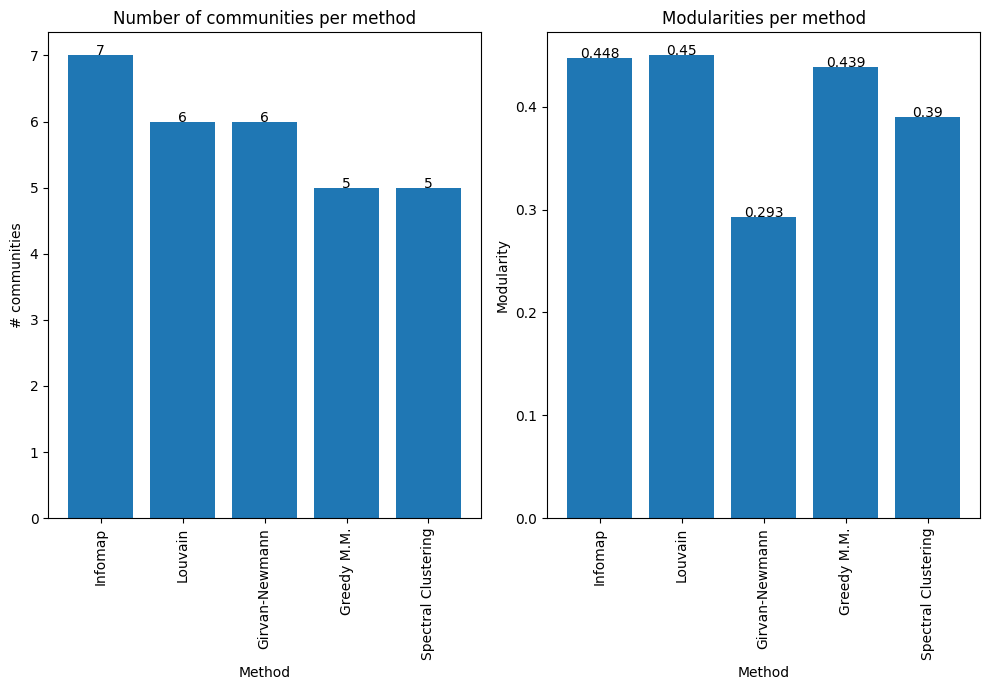 Number of communities per method
# communities
7
6
5
4
3
2
1
0
7
6
6
5
5
Infomap
Louvain
Girvan-Newmann
Greedy M.M.
Spectral Clustering
Method
Modularities per method
Modularity
0.4
0.3
0.2
0.1
0.0
0.448
0.45
0.293
0.439
0.39
Infomap
Louvain
Girvan-Newmann
Greedy M.M.
Spectral Clustering
Method